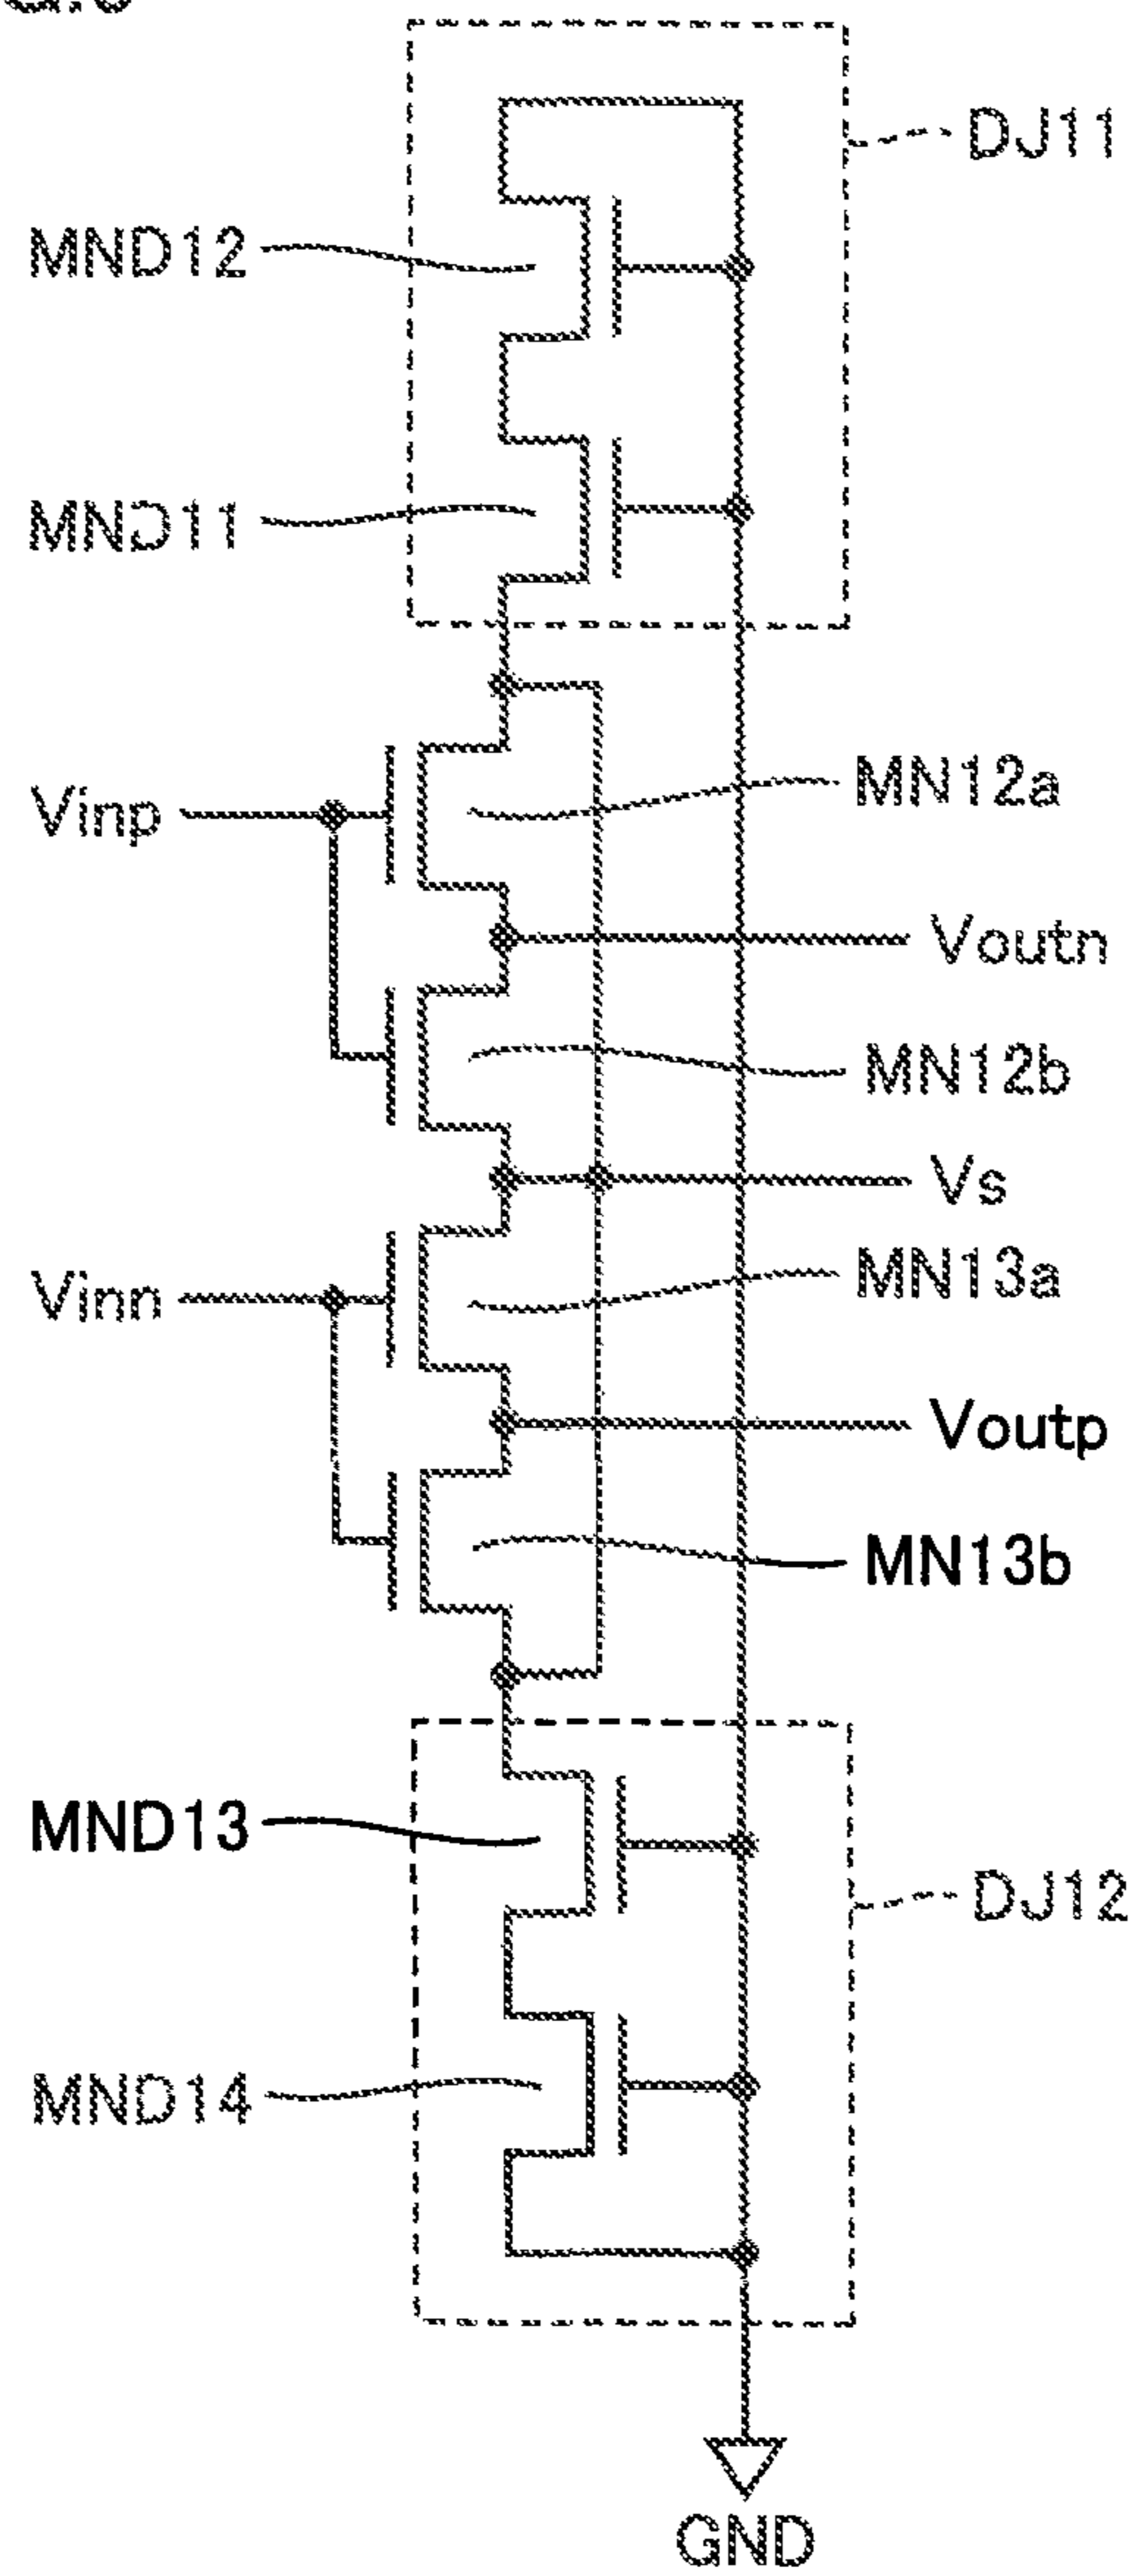 DJ11
MND12
MND11
MN12a
Vinp
Voutn
MN12b
Vs
MN13a
Vinn
Voutp
MN13b
MND13
DJ12
MND14
GND